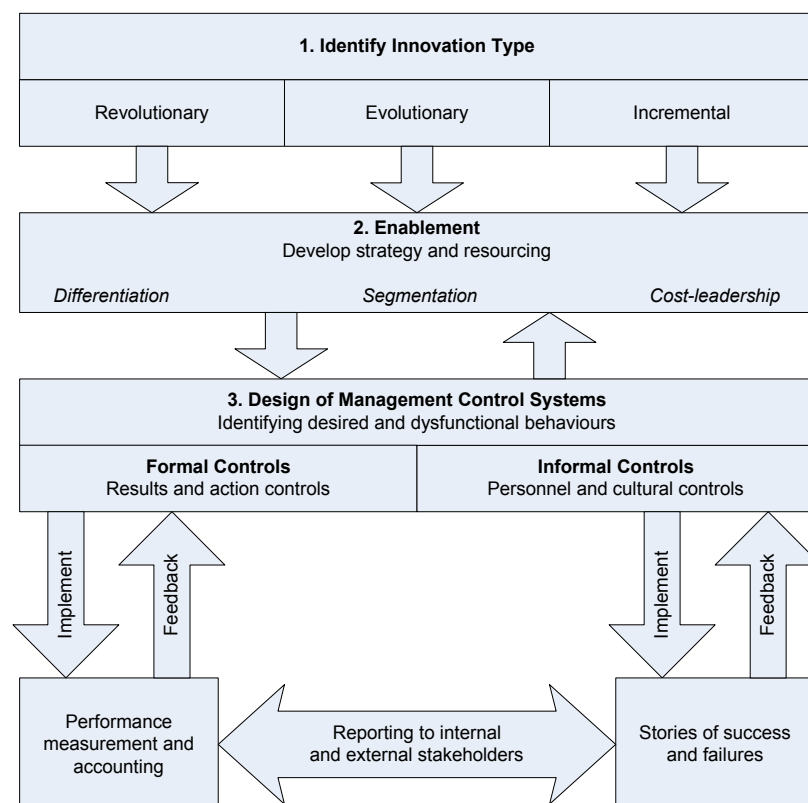 1. Identify Innovation Type
Revolutionary
Evolutionary
Incremental
2. Enablement
Develop strategy and resourcing
Differentiation
Segmentation
Cost-leadership
3. Design of Management Control Systems
Identifying desired and dysfunctional behaviours
Formal Controls
Results and action controls
Informal Controls
Personnel and cultural controls
Implement
Feedback
Implement
Feedback
Performance
measurement and
accounting
Reporting to internal
and external stakeholders
Stories of success
and failures